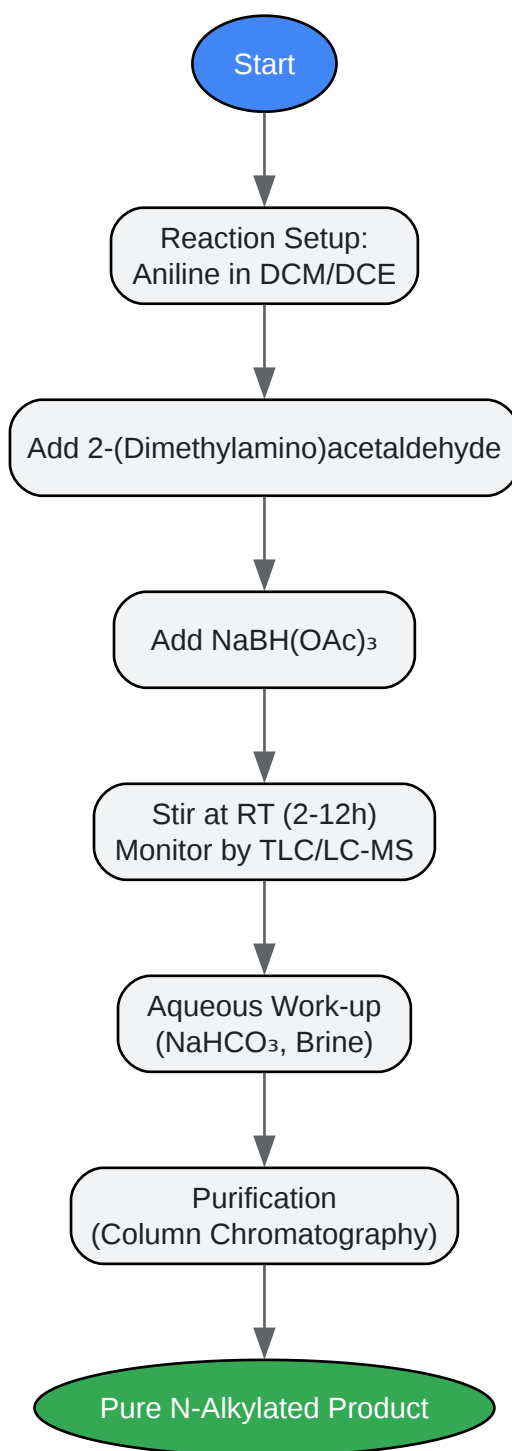 Start
Reaction Setup:
Aniline in DCM/DCE
Add 2-(Dimethylamino)acetaldehyde
Add NaBH(OAc)₃
Stir at RT (2-12h)
Monitor by TLC/LC-MS
Aqueous Work-up
(NaHCO₃, Brine)
Purification
(Column Chromatography)
Pure N-Alkylated Product